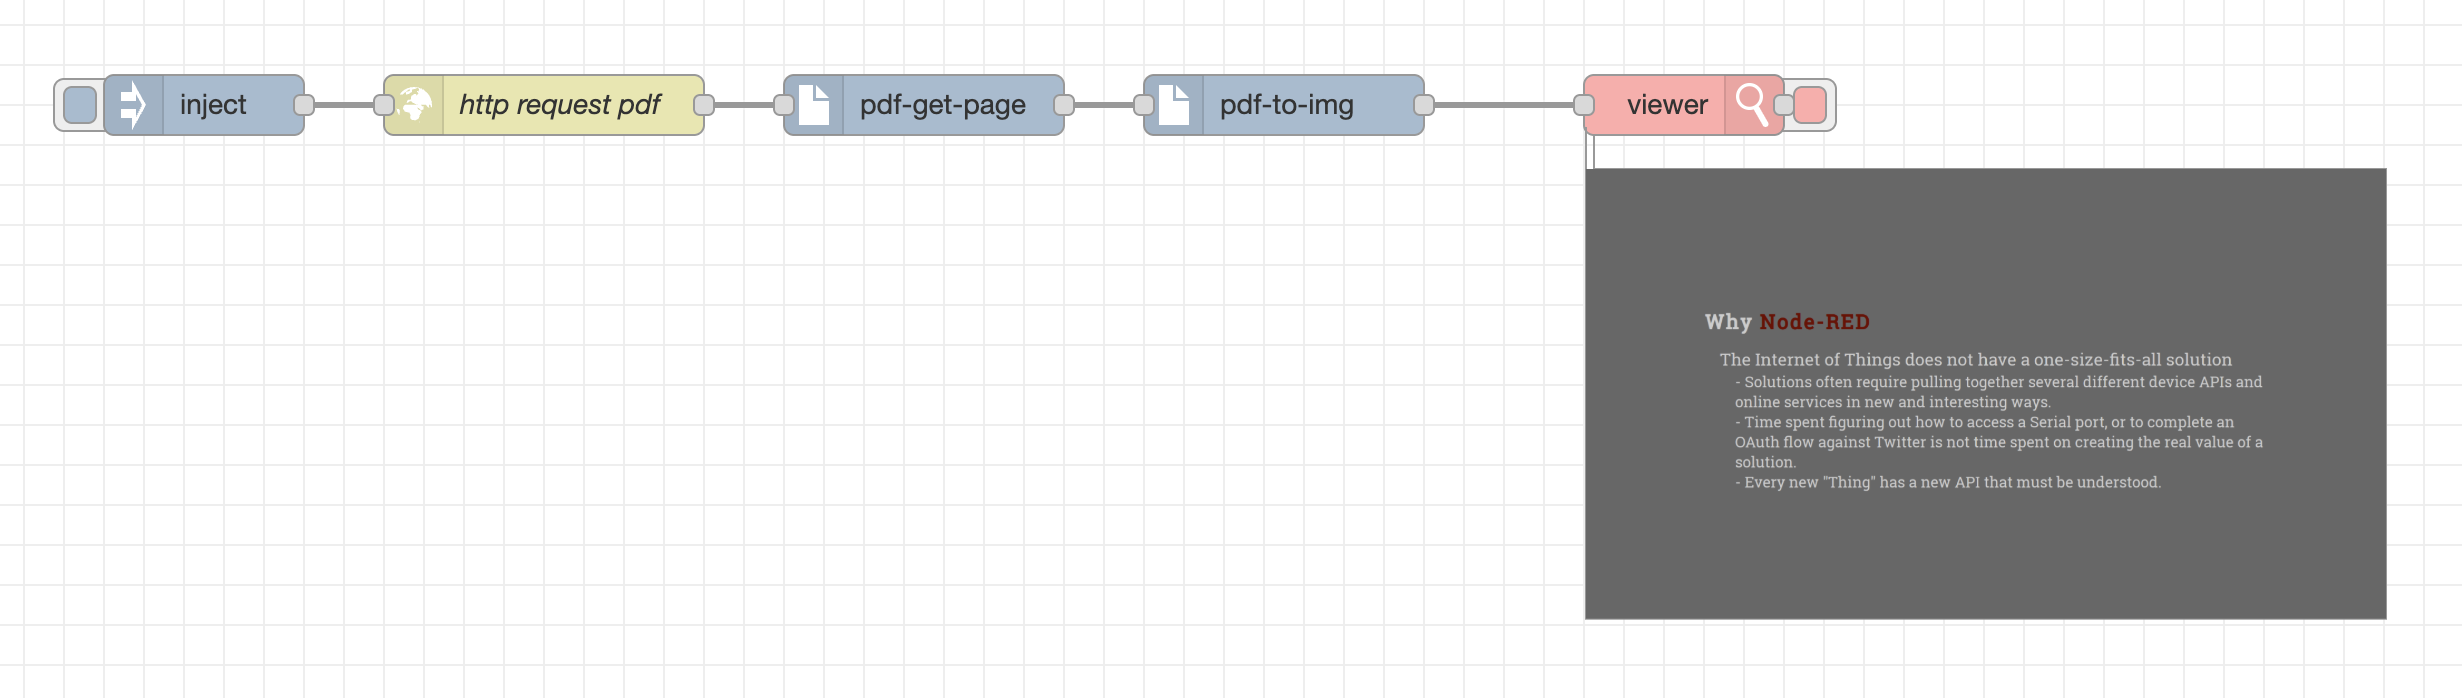 inject
http request pdf
pdf-get-page
pdf-to-img
viewer
Why Node-RED
The Internet of Things does not have a one-size-fits-all solution
- Solutions often require pulling together several different device APIs and
online services in new and interesting ways.
- Time spent figuring out how to access a Serial port, or to complete an
OAuth flow against Twitter is not time spent on creating the real value of a
solution.
- Every new "Thing" has a new API that must be understood.